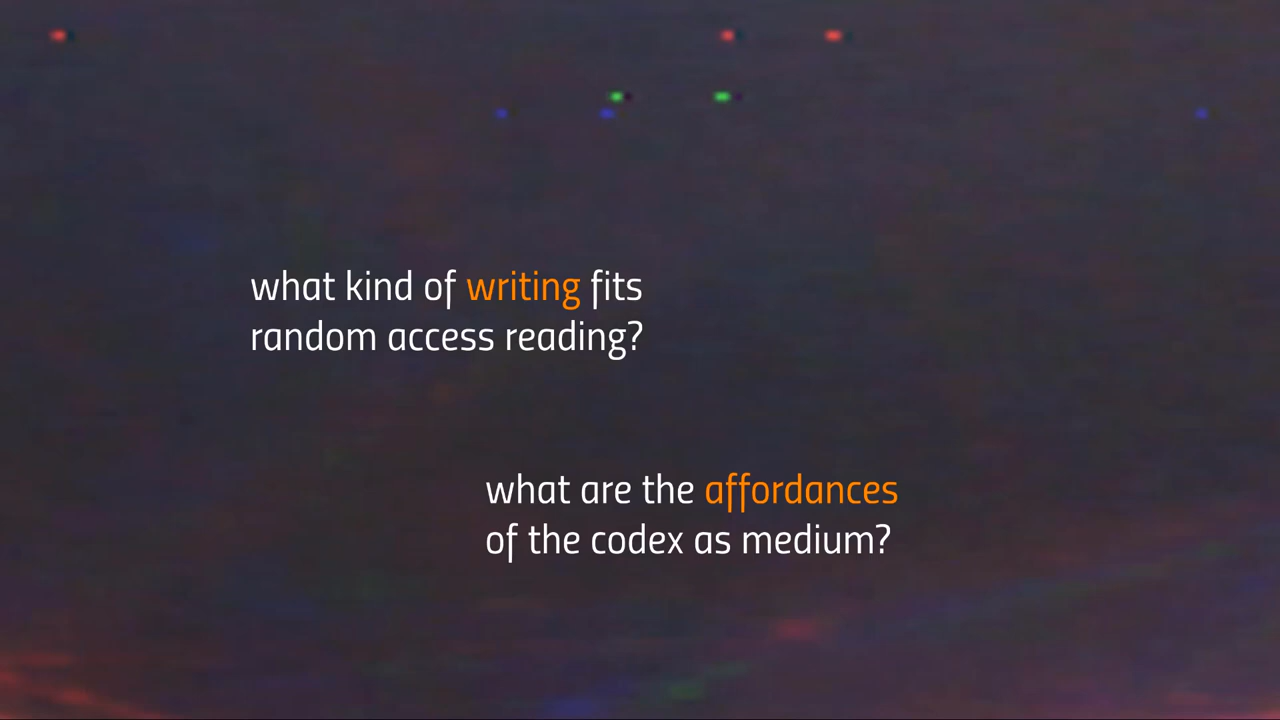 what kind of writing fits
random access reading?
what are the affordances
of the codex as medium?